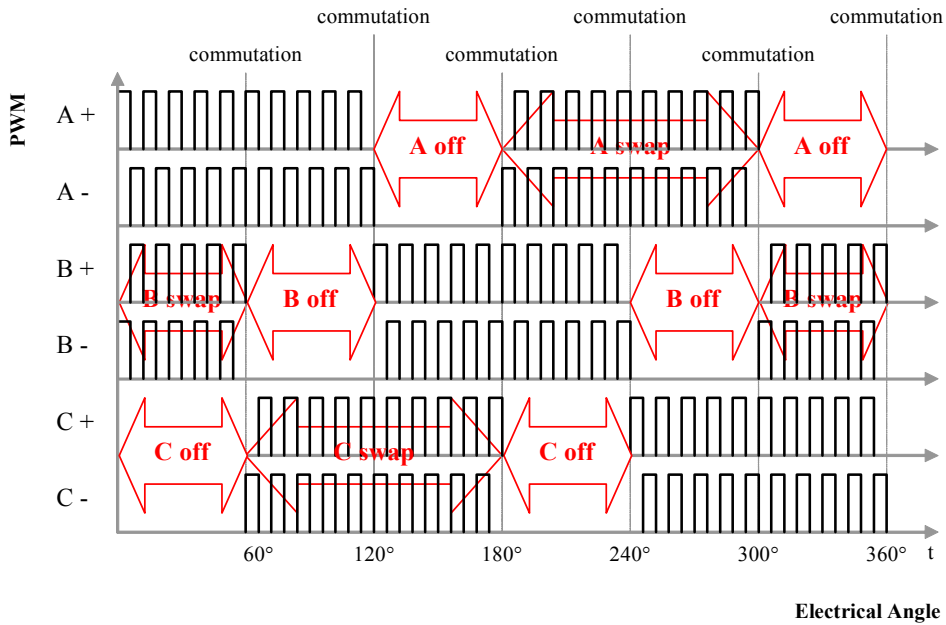 commutation commutation commutation
commutation commutation commutation
PWM
A +
A off
A swap
A off
A -
B +
B swap
B off
B off
B swap
B -
C +
C off
C swap
C off
C -
60° 120° 180° 240° 300° 360° t
Electrical Angle